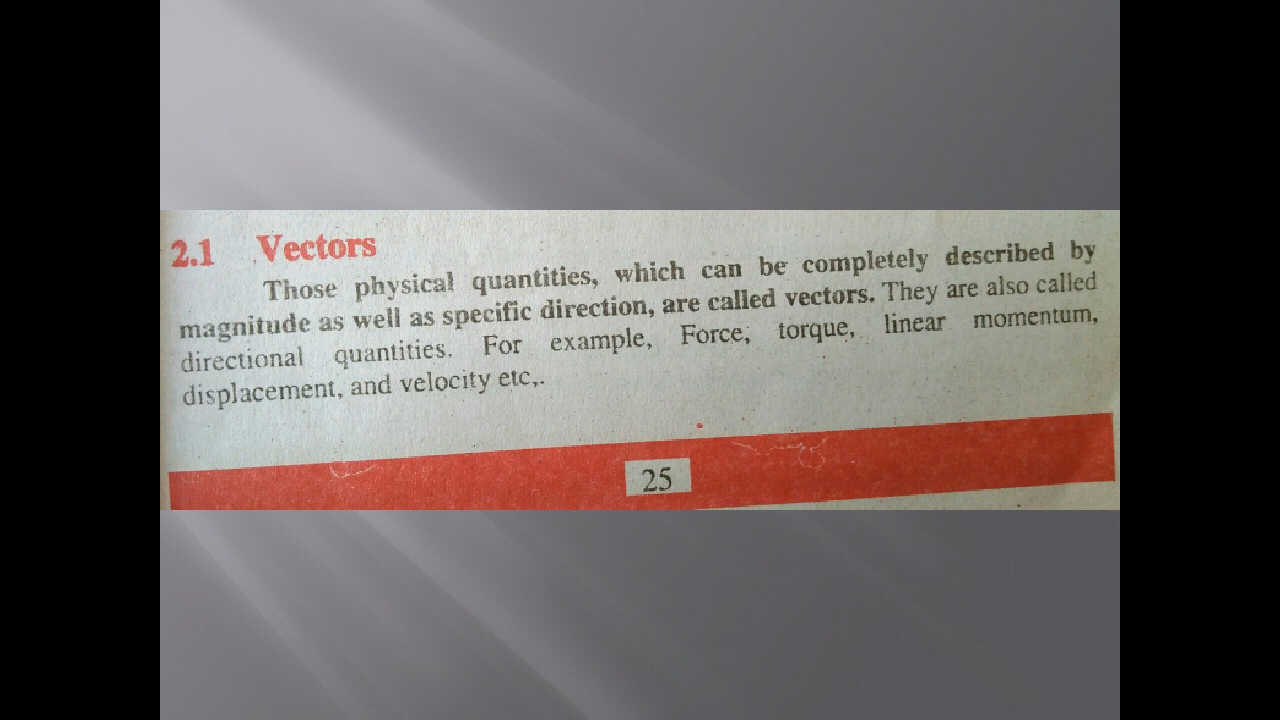 2.1 Vectors
Those physical quantities, which can be completely described by
magnitude as well as specific direction, are called vectors. They are also called
directional quantities. For example, Force, torque, linear momentum,
displacement, and velocity etc,.
25